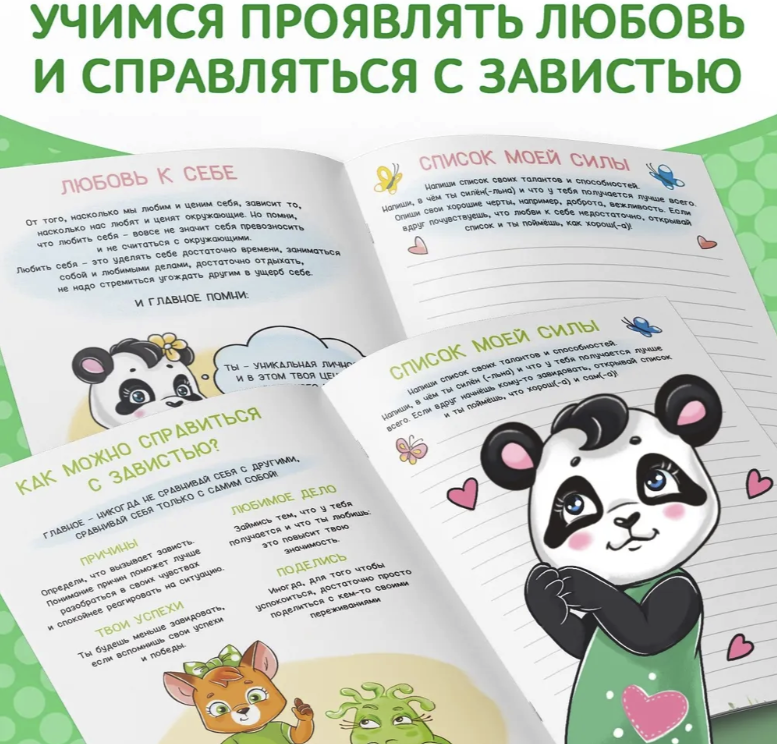 УЧИМСЯ ПРОЯВЛЯТЬ ЛЮБОВЬ
И СПРАВЛЯТЬСЯ С ЗАВИСТЬЮ
ЛЮБОВЬ К СЕБЕ
От того, насколько мы любим и ценим себя, зависит то,
насколько нас любят и ценят окружающие. Но помни,
что любить себя – вовсе не значит себя превозносить
и не считаться с окружающими.
Любить себя – это уделять себе достаточно времени, заниматься
собой и любимыми делами, достаточно отдыхать,
не надо стремиться угождать другим в ущерб себе.
И ГЛАВНОЕ ПОМНИ:
ТЫ – УНИКАЛЬНАЯ
И В ЭТОМ ТВОЯ
СПИСОК МОЕЙ СИЛЫ
Напиши список своих талантов и способностей.
Напиши, в чём ты силён(-льна) и что у тебя получается лучше всего.
Опиши свои хорошие черты, например, доброта, вежливость. Если
вдруг почувствуешь, что любви к себе недостаточно, открывай
список и ты поймёшь, как хорош(-а)!
КАК МОЖНО СПРАВИТЬСЯ
С ЗАВИСТЬЮ?
ГЛАВНОЕ – НИКОГДА НЕ СРАВНИВАЙ СЕБЯ С ДРУГИМИ,
СРАВНИВАЙ СЕБЯ ТОЛЬКО С САМИМ СОБОЙ!
ПРИЧИНЫ
Определи, что вызывает зависть.
Понимание причин поможет лучше
разобраться в своих чувствах
и спокойнее реагировать на ситуацию.
ТВОИ УСПЕХИ
Ты будешь меньше завидовать,
если вспомнишь свои успехи
и победы.
ЛЮБИМОЕ ДЕЛО
Займись тем, что у тебя
получается и что ты любишь:
это повысит твою
значимость.
ПОДЕЛИСЬ
Иногда, для того чтобы
успокоиться, достаточно просто
поделиться с кем-то своими
переживаниями
СПИСОК МОЕЙ СИЛЫ
Напиши список своих талантов и способностей.
Напиши, в чём ты силён (-льна) и что у тебя получается лучше
всего. Если вдруг начнёшь кому-то завидовать, открывай список
и ты поймёшь, что хорош(-а) и сам(-а)!